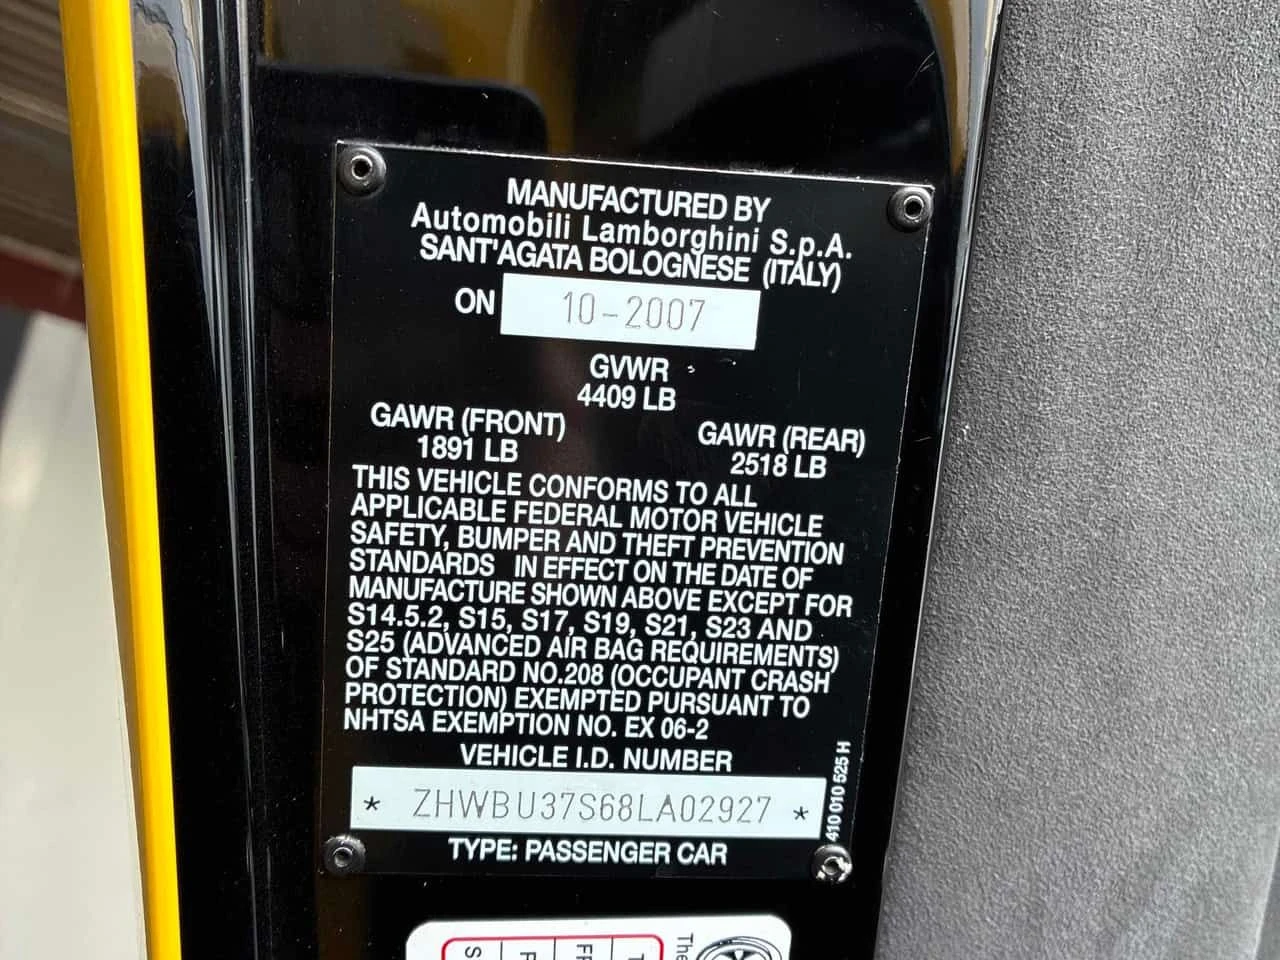 MANUFACTURED BY
Automobili Lamborghini S.p.A.
SANT'AGATA BOLOGNESE (ITALY)
ON 10-2007
GVWR
4409 LB
GAWR (FRONT) GAWR (REAR)
1891 LB 2518 LB
THIS VEHICLE CONFORMS TO ALL
APPLICABLE FEDERAL MOTOR VEHICLE
SAFETY, BUMPER AND THEFT PREVENTION
STANDARDS IN EFFECT ON THE DATE OF
MANUFACTURE SHOWN ABOVE EXCEPT FOR
S14.5.2, S15, S17, S19, S21, S23 AND
S25 (ADVANCED AIR BAG REQUIREMENTS)
OF STANDARD NO.208 (OCCUPANT CRASH
PROTECTION) EXEMPTED PURSUANT TO
NHTSA EXEMPTION NO. EX 06-2
VEHICLE I.D. NUMBER
* ZHWBU37S68LA02927 *
410 010 525 H
TYPE: PASSENGER CAR
The